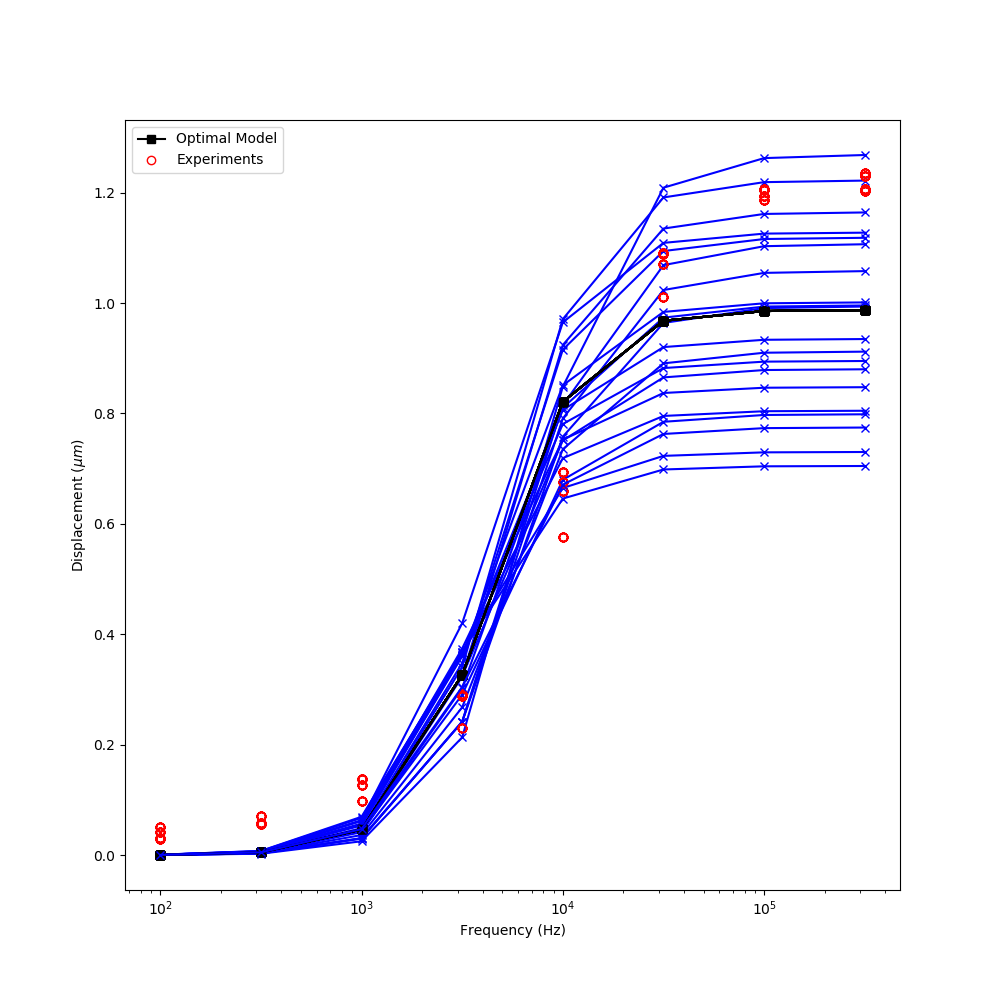 Optimal Model
Experiments
1.2
1.0
0.8
0.6
0.4
0.2
0.0
Displacement (μm)
10²
10³
10⁴
10⁵
Frequency (Hz)